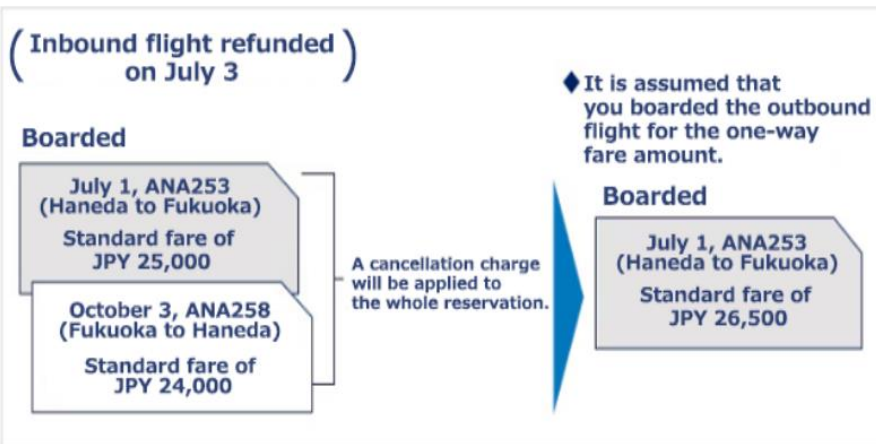 (Inbound flight refunded
on July 3)
Boarded
July 1, ANA253
(Haneda to Fukuoka)
Standard fare of
JPY 25,000
October 3, ANA258
(Fukuoka to Haneda)
Standard fare of
JPY 24,000
A cancellation charge
will be applied to
the whole reservation.
◆It is assumed that
you boarded the outbound
flight for the one-way
fare amount.
Boarded
July 1, ANA253
(Haneda to Fukuoka)
Standard fare of
JPY 26,500